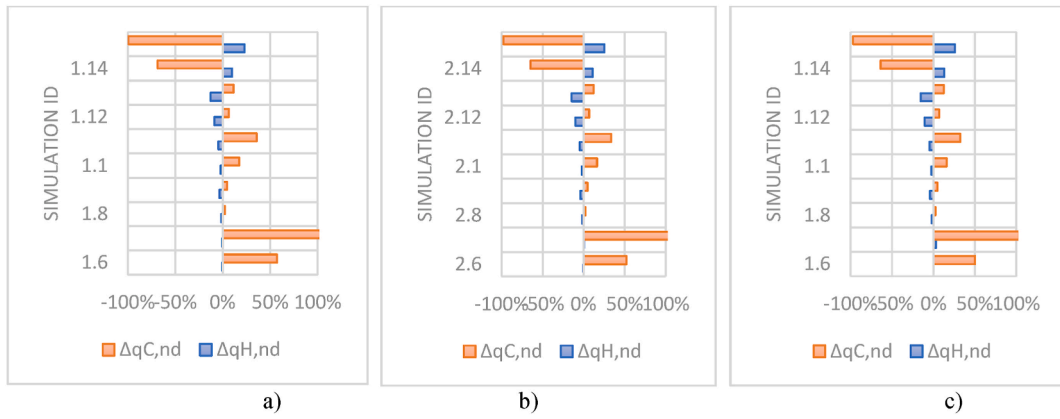 SIMULATION ID
1.14
1.12
1.1
1.8
1.6
-100% -50% 0% 50% 100%
ΔqC,nd ΔqH,nd
a)
SIMULATION ID
2.14
2.12
2.1
2.8
2.6
-100% -50% 0% 50% 100%
ΔqC,nd ΔqH,nd
b)
SIMULATION ID
1.14
1.12
1.1
1.8
1.6
-100% -50% 0% 50% 100%
ΔqC,nd ΔqH,nd
c)